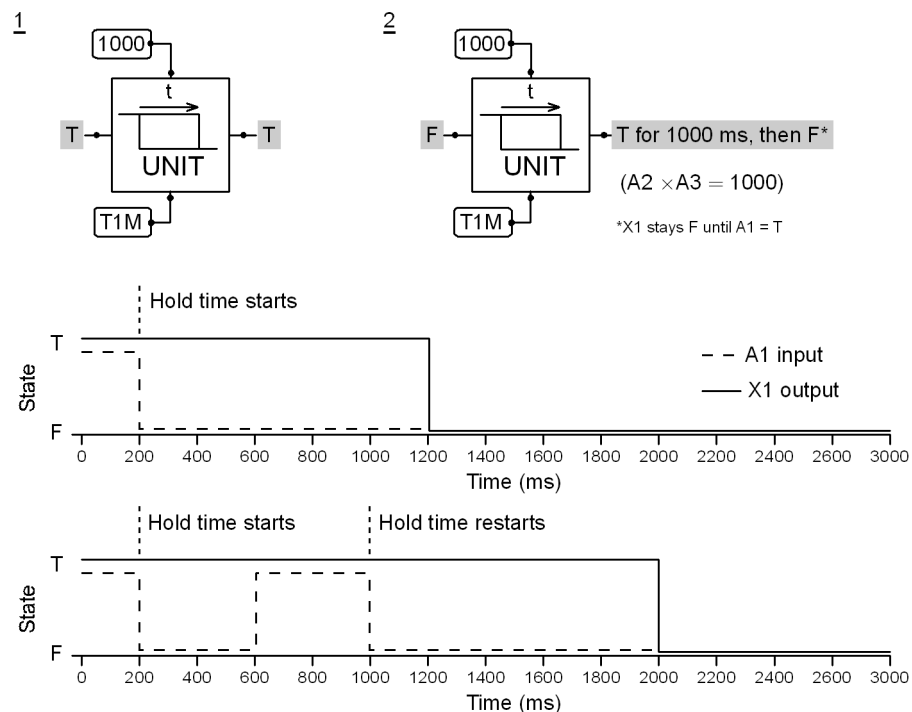 1
2
1000
1000
t
t
T
T
F
T for 1000 ms, then F*
UNIT
UNIT
(A2 ×A3 = 1000)
T1M
T1M
*X1 stays F until A1 = T
Hold time starts
T
A1 input
X1 output
State
F
0 200 400 600 800 1000 1200 1400 1600 1800 2000 2200 2400 2600 2800 3000
Time (ms)
Hold time starts
Hold time restarts
T
State
F
0 200 400 600 800 1000 1200 1400 1600 1800 2000 2200 2400 2600 2800 3000
Time (ms)